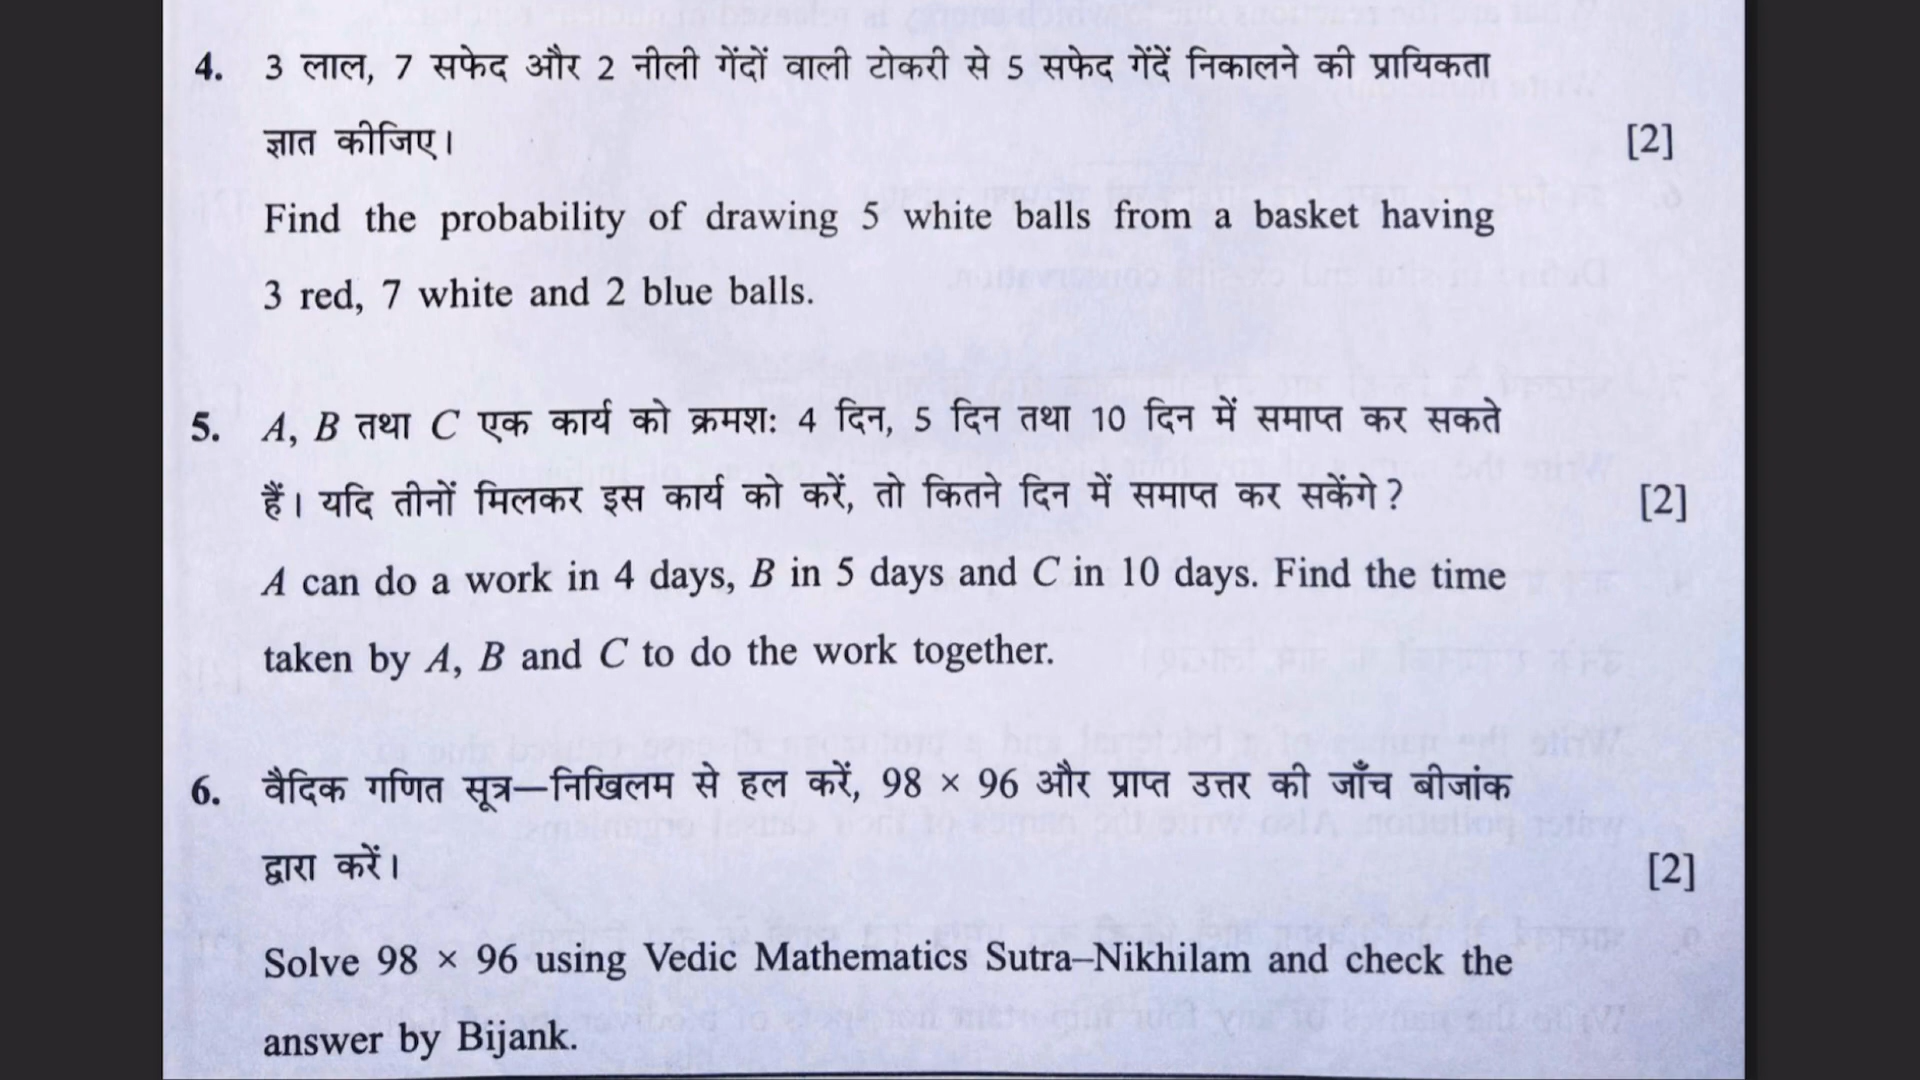 4. 3 लाल, 7 सफेद और 2 नीली गेंदों वाली टोकरी से 5 सफेद गेंदें निकालने की प्रायिकता
ज्ञात कीजिए। [2]
Find the probability of drawing 5 white balls from a basket having
3 red, 7 white and 2 blue balls.
5. A, B तथा C एक कार्य को क्रमश: 4 दिन, 5 दिन तथा 10 दिन में समाप्त कर सकते
हैं। यदि तीनों मिलकर इस कार्य को करें, तो कितने दिन में समाप्त कर सकेंगे? [2]
A can do a work in 4 days, B in 5 days and C in 10 days. Find the time
taken by A, B and C to do the work together.
6. वैदिक गणित सूत्र—निखिलम से हल करें, 98 × 96 और प्राप्त उत्तर की जाँच बीजांक
द्वारा करें। [2]
Solve 98 × 96 using Vedic Mathematics Sutra–Nikhilam and check the
answer by Bijank.